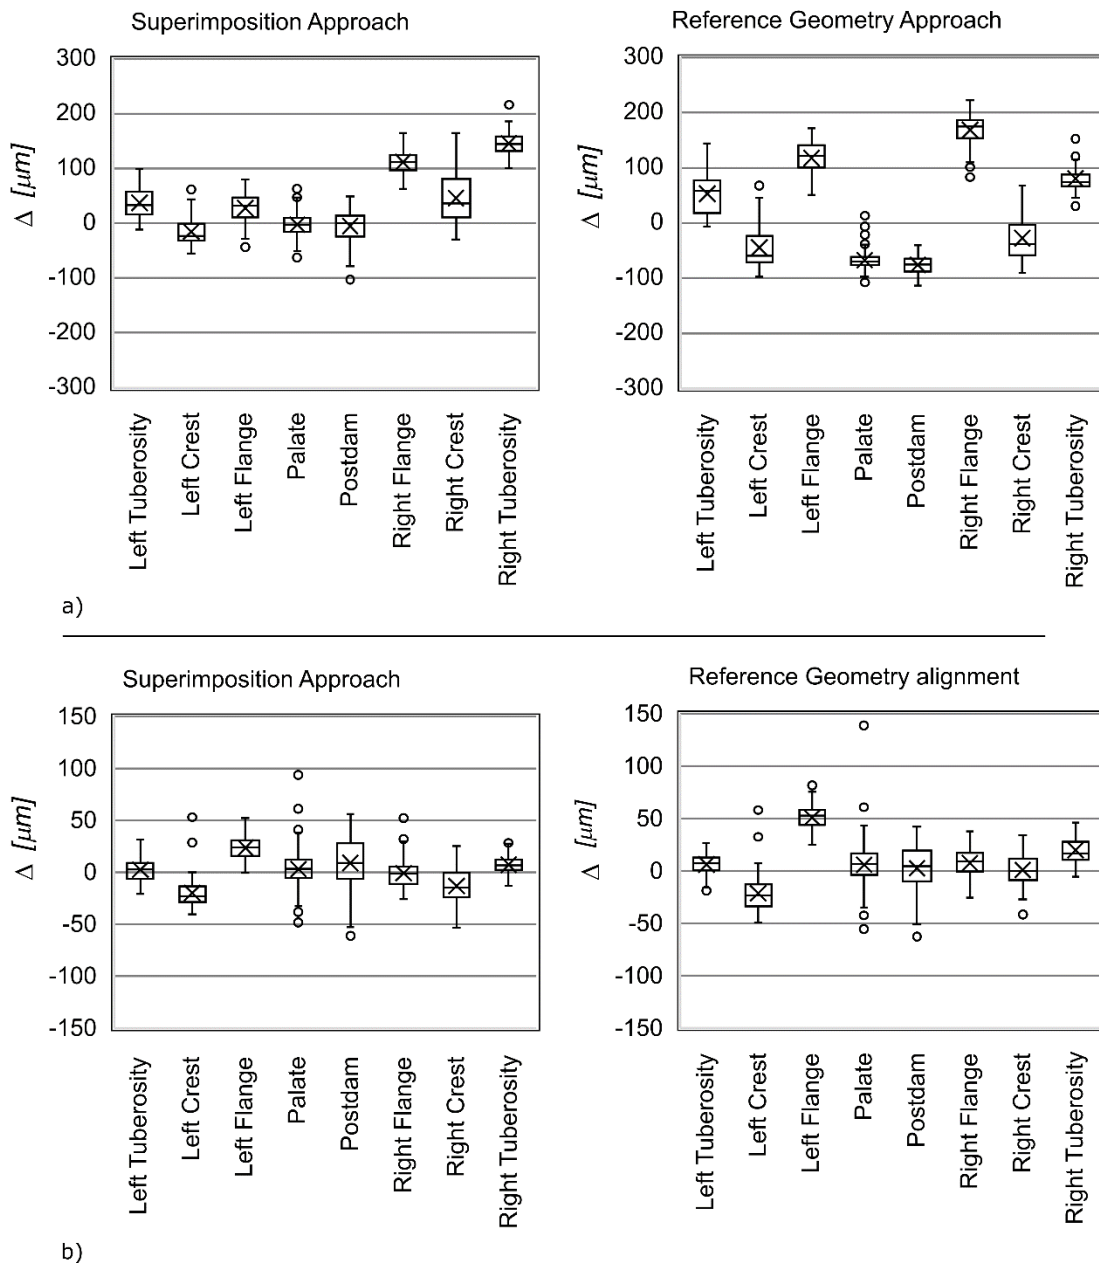 Superimposition Approach
Reference Geometry Approach
Δ [μm]
300
200
100
0
-100
-200
-300
Left Tuberosity
Left Crest
Left Flange
Palate
Postdam
Right Flange
Right Crest
Right Tuberosity
Δ [μm]
300
200
100
0
-100
-200
-300
Left Tuberosity
Left Crest
Left Flange
Palate
Postdam
Right Flange
Right Crest
Right Tuberosity
a)
Superimposition Approach
Reference Geometry alignment
Δ [μm]
150
100
50
0
-50
-100
-150
Left Tuberosity
Left Crest
Left Flange
Palate
Postdam
Right Flange
Right Crest
Right Tuberosity
Δ [μm]
150
100
50
0
-50
-100
-150
Left Tuberosity
Left Crest
Left Flange
Palate
Postdam
Right Flange
Right Crest
Right Tuberosity
b)